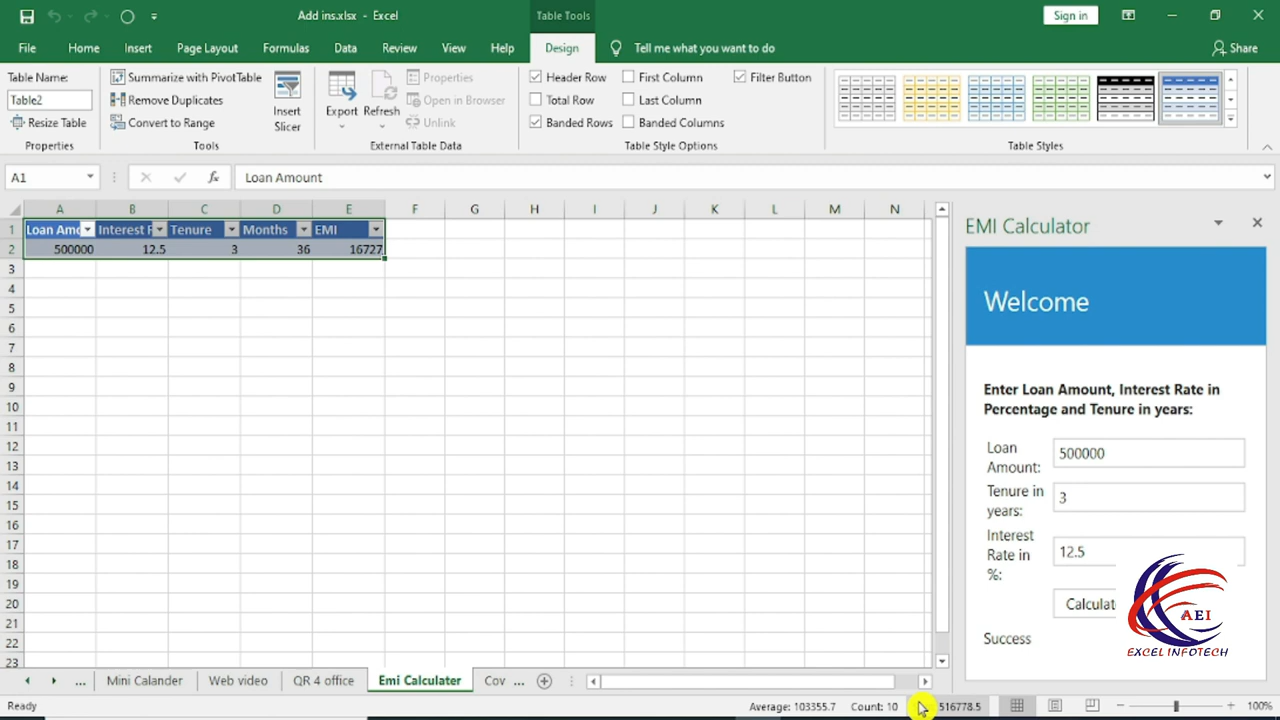 Add ins.xlsx - Excel
Table Tools
Sign in
File Home Insert Page Layout Formulas Data Review View Help Design Tell me what you want to do Share
Table Name:
Table2
Resize Table
Properties
Summarize with PivotTable
Remove Duplicates
Convert to Range
Tools
Insert
Slicer
Export Refresh
Properties
Open in Browser
Unlink
External Table Data
Header Row First Column Filter Button
Total Row Last Column
Banded Rows Banded Columns
Table Style Options
Table Styles
A1 fx Loan Amount
A B C D E F G H I J K L M N
1 Loan Amo Interest R Tenure Months EMI
2 500000 12.5 3 36 16727
3
4
5
6
7
8
9
10
11
12
13
14
15
16
17
18
19
20
21
22
23
EMI Calculator
Welcome
Enter Loan Amount, Interest Rate in
Percentage and Tenure in years:
Loan
Amount:
500000
Tenure in
years:
3
Interest
Rate in
%:
12.5
Calculat
Success
AEI
EXCEL INFOTECH
... Mini Calander Web video QR 4 office Emi Calculater Cov ...
Ready Average: 103355.7 Count: 10 516778.5 100%